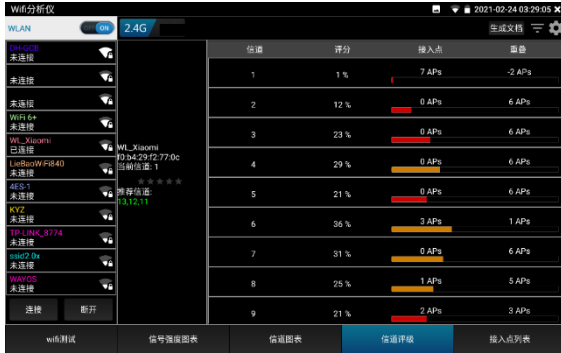 Wifi分析仪
2021-02-24 03:29:05
WLAN
OFF ON
2.4G
生成文档
DH-GCB
未连接
未连接
未连接
WiFi 6+
未连接
WL_Xiaomi
已连接
LieBaoWiFi840
未连接
4ES-1
未连接
KYZ
未连接
TP-LINK_8774
未连接
ssid2.0x
未连接
WAYOS
未连接
连接 断开
WL_Xiaomi
f0:b4:29:f2:77:0c
当前信道: 1
推荐信道:
13,12,11
信道 评分 接入点 重叠
1 1 % 7 APs -2 APs
2 12 % 0 APs 6 APs
3 23 % 0 APs 6 APs
4 29 % 0 APs 6 APs
5 21 % 0 APs 6 APs
6 36 % 3 APs 1 APs
7 31 % 0 APs 6 APs
8 25 % 1 APs 5 APs
9 21 % 2 APs 3 APs
wifi测试 信号强度图表 信道图表 信道评级 接入点列表